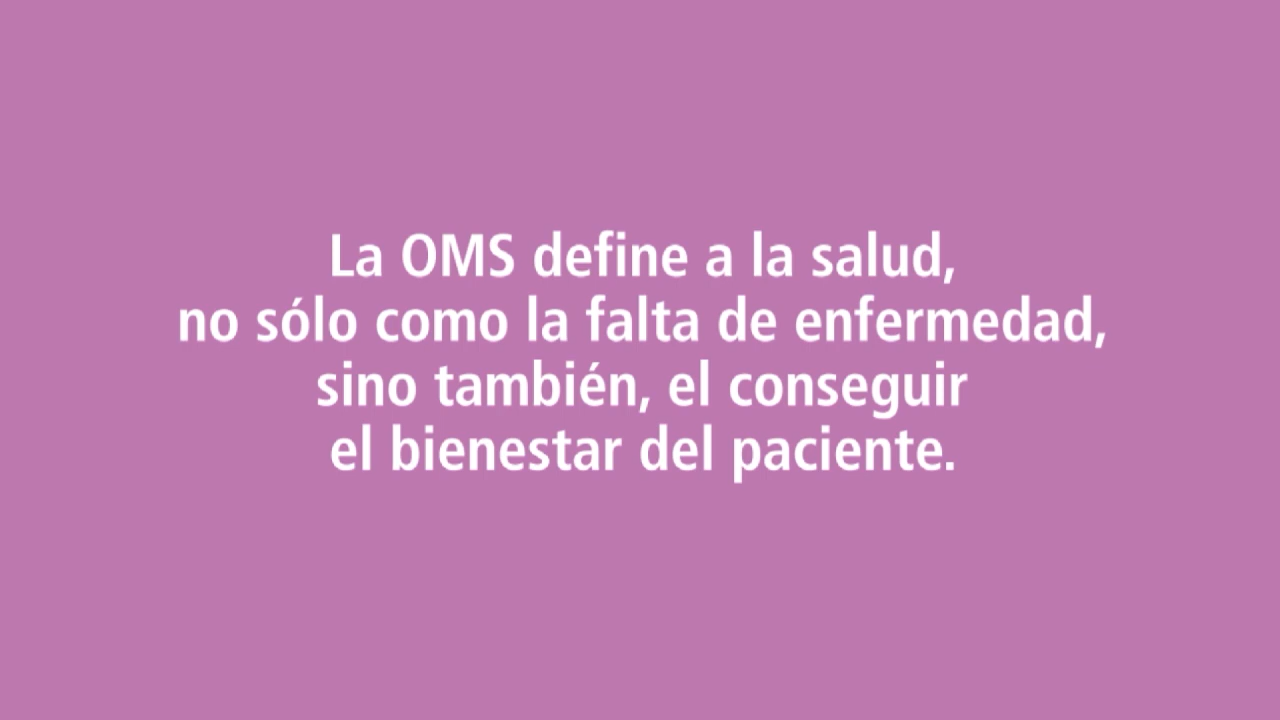 La OMS define a la salud,
no sólo como la falta de enfermedad,
sino también, el conseguir
el bienestar del paciente.